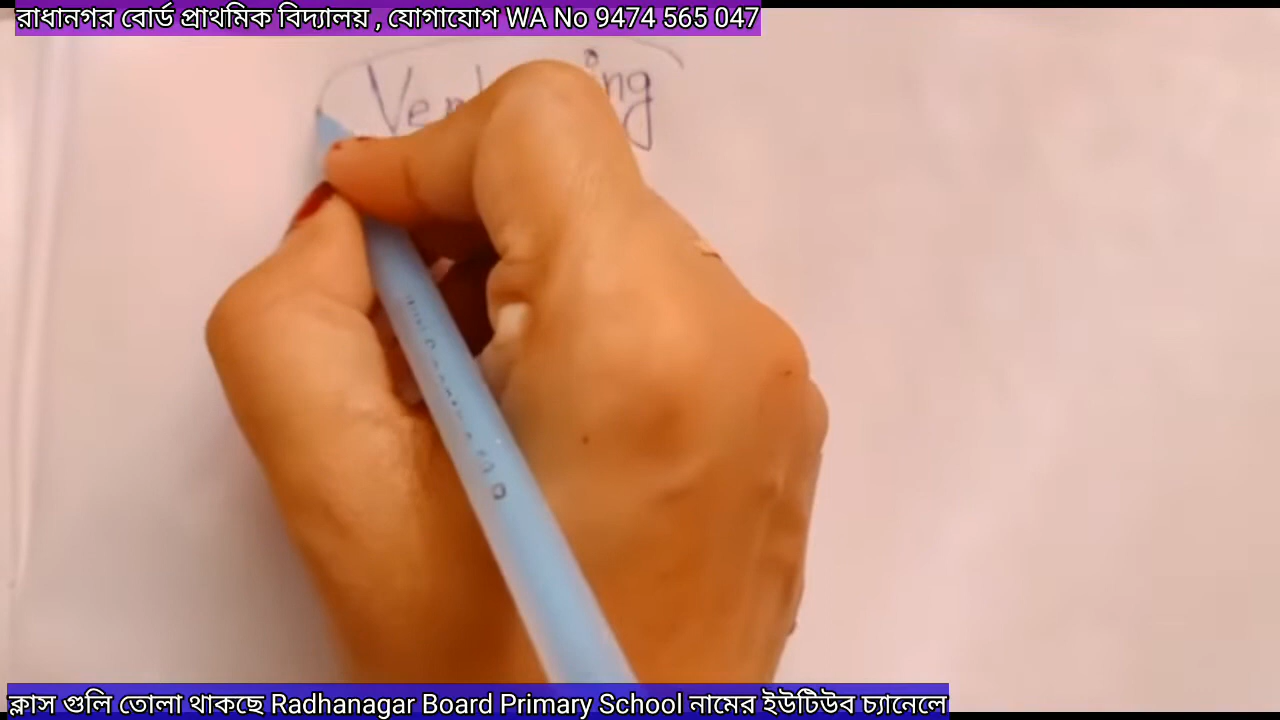 রাধানগর বোর্ড প্রাথমিক বিদ্যালয় , যোগাযোগ WA No 9474 565 047
ক্লাস গুলি তোলা থাকছে Radhanagar Board Primary School নামের ইউটিউব চ্যানেলে